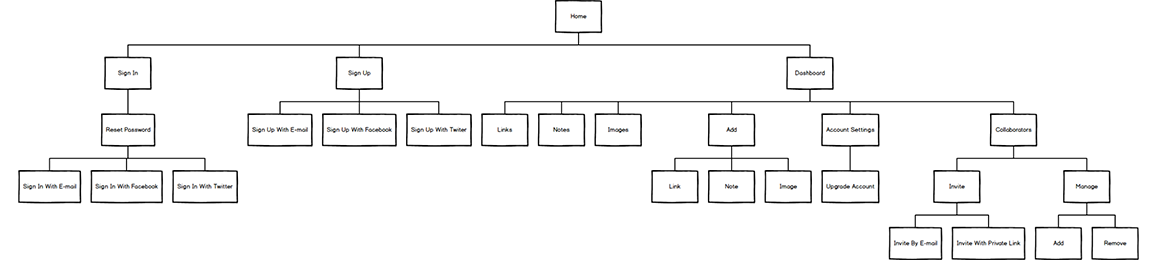 Home
Sign In
Sign Up
Dashboard
Reset Password
Sign Up With E-mail
Sign Up With Facebook
Sign Up With Twiter
Links
Notes
Images
Add
Account Settings
Collaborators
Sign In With E-mail
Sign In With Facebook
Sign In With Twitter
Link
Note
Image
Upgrade Account
Invite
Manage
Invite By E-mail
Invite With Private Link
Add
Remove